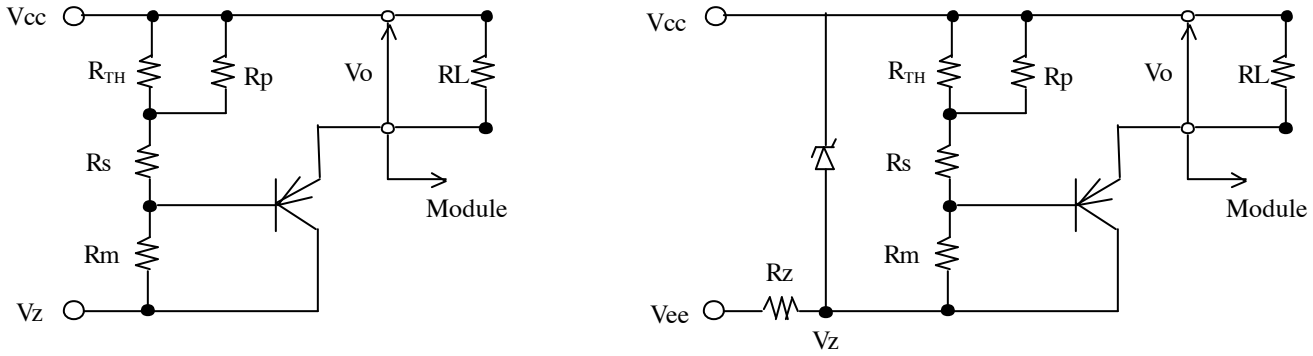 Vcc
R_TH
Rp
Vo
RL
Rs
Module
Rm
Vz
Vcc
R_TH
Rp
Vo
RL
Rs
Module
Rm
Rz
Vee
Vz